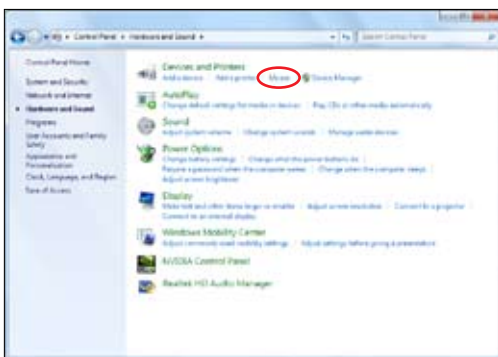 Control Panel ▸ Hardware and Sound ▸
Search Control Panel
Control Panel Home
System and Security
Network and Internet
Hardware and Sound
Programs
User Accounts and Family
Safety
Appearance and
Personalization
Clock, Language, and Region
Ease of Access
Devices and Printers
Add a device Add a printer Mouse Device Manager
AutoPlay
Change default settings for media or devices Play CDs or other media automatically
Sound
Adjust system volume Change system sounds Manage audio devices
Power Options
Change battery settings Change what the power buttons do
Require a password when the computer wakes Change when the computer sleeps
Adjust screen brightness
Display
Make text and other items larger or smaller Adjust screen resolution Connect to a projector
Connect to an external display
Windows Mobility Center
Adjust commonly used mobility settings Adjust settings before giving a presentation
NVIDIA Control Panel
Realtek HD Audio Manager